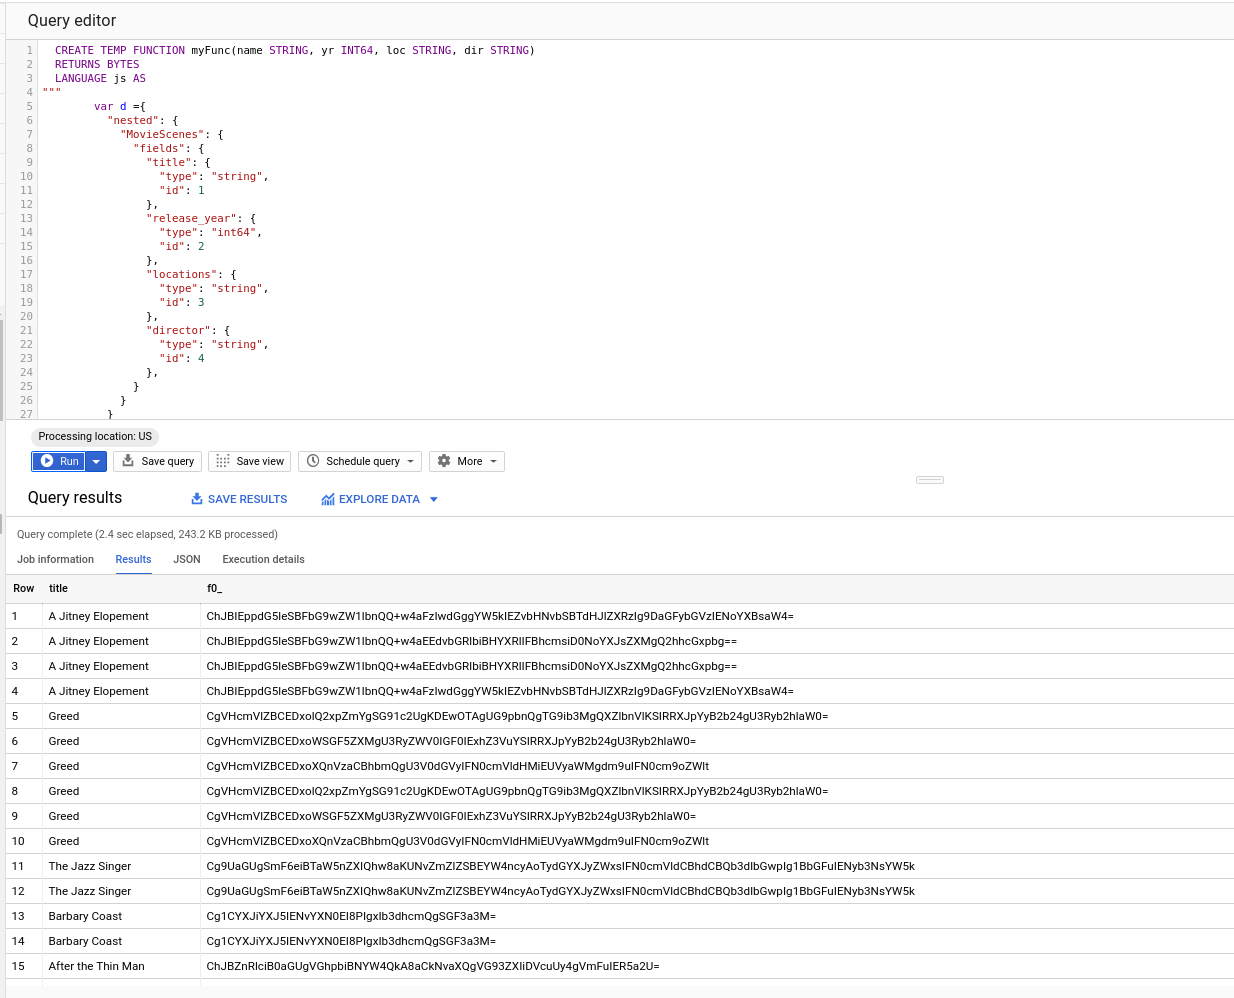 Query editor
1 CREATE TEMP FUNCTION myFunc(name STRING, yr INT64, loc STRING, dir STRING)
2 RETURNS BYTES
3 LANGUAGE js AS
4 """
5 var d ={
6 "nested": {
7 "MovieScenes": {
8 "fields": {
9 "title": {
10 "type": "string",
11 "id": 1
12 },
13 "release_year": {
14 "type": "int64",
15 "id": 2
16 },
17 "locations": {
18 "type": "string",
19 "id": 3
20 },
21 "director": {
22 "type": "string",
23 "id": 4
24 },
25 }
26 }
27 }
Processing location: US
Run Save query Save view Schedule query More
Query results SAVE RESULTS EXPLORE DATA
Query complete (2.4 sec elapsed, 243.2 KB processed)
Job information Results JSON Execution details
Row title f0_
1 A Jitney Elopement ChJBIEppdG5leSBFbG9wZW1lbnQQ+w4aFzIwdGggYW5kIEZvbHNvbSBTdHJlZXRzIg9DaGFybGVzIENoYXBsaW4=
2 A Jitney Elopement ChJBIEppdG5leSBFbG9wZW1lbnQQ+w4aEEdvbGRlbiBHYXRlIFBhcmsiD0NoYXJsZXMgQ2hhcGxpbg==
3 A Jitney Elopement ChJBIEppdG5leSBFbG9wZW1lbnQQ+w4aEEdvbGRlbiBHYXRlIFBhcmsiD0NoYXJsZXMgQ2hhcGxpbg==
4 A Jitney Elopement ChJBIEppdG5leSBFbG9wZW1lbnQQ+w4aFzIwdGggYW5kIEZvbHNvbSBTdHJlZXRzIg9DaGFybGVzIENoYXBsaW4=
5 Greed CgVHcmVlZBCEDxolQ2xpZmYgSG91c2UgKDEwOTAgUG9pbnQgTG9ib3MgQXZlbnVlKSIRRXJpYyB2b24gU3Ryb2hlaW0=
6 Greed CgVHcmVlZBCEDxoWSGF5ZXMgU3RyZWV0IGF0IExhZ3VuYSIRRXJpYyB2b24gU3Ryb2hlaW0=
7 Greed CgVHcmVlZBCEDxoXQnVzaCBhbmQgU3V0dGVyIFN0cmVldHMiEUVyaWMgdm9uIFN0cm9oZWlt
8 Greed CgVHcmVlZBCEDxolQ2xpZmYgSG91c2UgKDEwOTAgUG9pbnQgTG9ib3MgQXZlbnVlKSIRRXJpYyB2b24gU3Ryb2hlaW0=
9 Greed CgVHcmVlZBCEDxoWSGF5ZXMgU3RyZWV0IGF0IExhZ3VuYSIRRXJpYyB2b24gU3Ryb2hlaW0=
10 Greed CgVHcmVlZBCEDxoXQnVzaCBhbmQgU3V0dGVyIFN0cmVldHMiEUVyaWMgdm9uIFN0cm9oZWlt
11 The Jazz Singer Cg9UaGUgSmF6eiBTaW5nZXIQhw8aKUNvZmZlZSBEYW4ncyAoTydGYXJyZWxsIFN0cmVldCBhdCBQb3dlbGwpIg1BbGFuIENyb3NsYW5k
12 The Jazz Singer Cg9UaGUgSmF6eiBTaW5nZXIQhw8aKUNvZmZlZSBEYW4ncyAoTydGYXJyZWxsIFN0cmVldCBhdCBQb3dlbGwpIg1BbGFuIENyb3NsYW5k
13 Barbary Coast Cg1CYXJiYXJ5IENvYXN0EI8PIgxIb3dhcmQgSGF3a3M=
14 Barbary Coast Cg1CYXJiYXJ5IENvYXN0EI8PIgxIb3dhcmQgSGF3a3M=
15 After the Thin Man ChJBZnRlciB0aGUgVGhpbiBNYW4QkA8aCkNvaXQgVG93ZXIiDVcuUy4gVmFuIER5a2U=